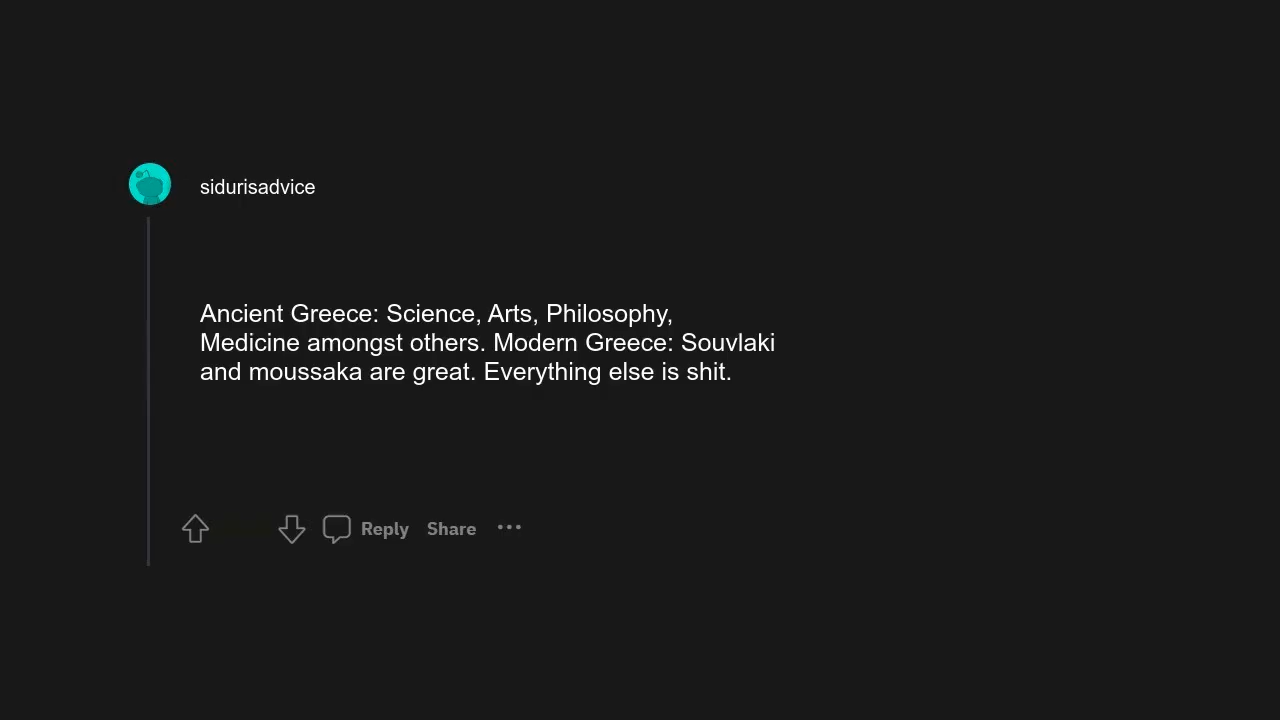 sidurisadvice
Ancient Greece: Science, Arts, Philosophy,
Medicine amongst others. Modern Greece: Souvlaki
and moussaka are great. Everything else is shit.
Reply Share